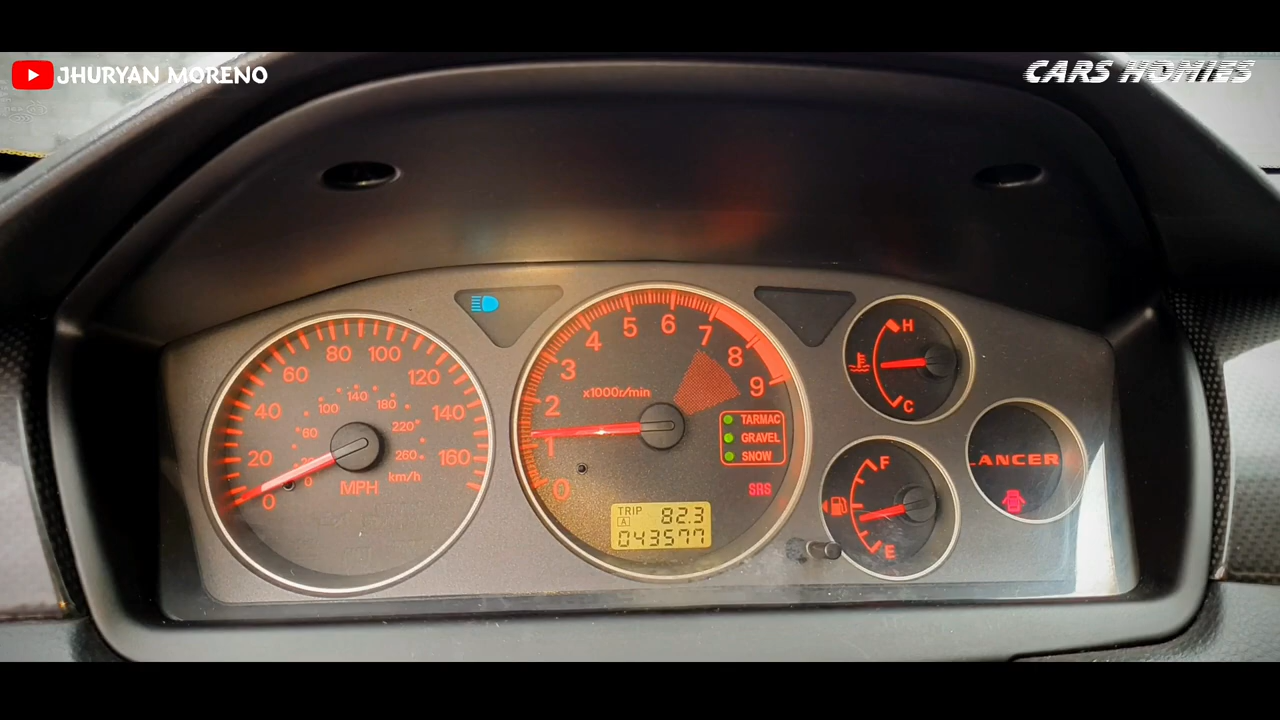 JHURYAN MORENO
CARS HOMIES
0
20
40
60
80
100
120
140
160
0
60
100
140
180
220
260
MPH
km/h
0
1
2
3
4
5
6
7
8
9
x1000r/min
TARMAC
GRAVEL
SNOW
SRS
TRIP
A
82.3
043577
H
C
F
E
LANCER